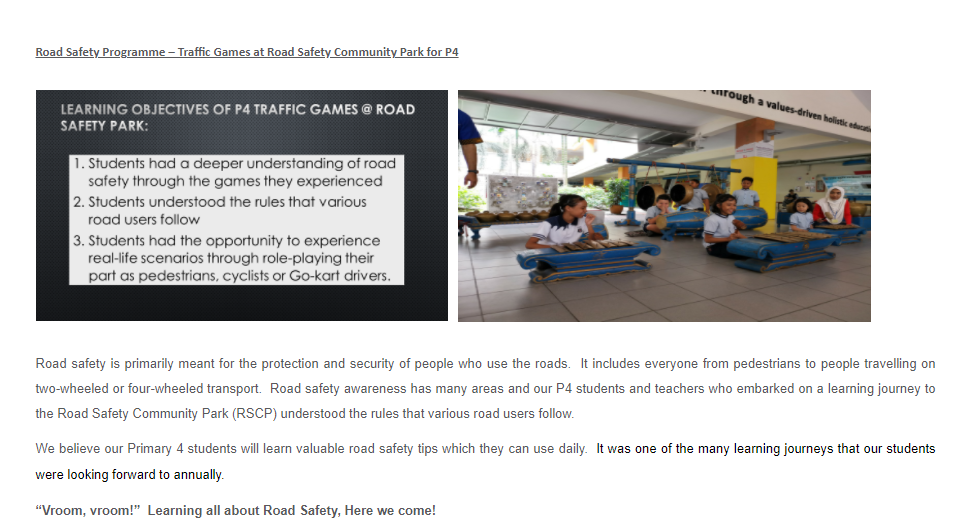 Road Safety Programme – Traffic Games at Road Safety Community Park for P4
LEARNING OBJECTIVES OF P4 TRAFFIC GAMES @ ROAD
SAFETY PARK:
1. Students had a deeper understanding of road
safety through the games they experienced
2. Students understood the rules that various
road users follow
3. Students had the opportunity to experience
real-life scenarios through role-playing their
part as pedestrians, cyclists or Go-kart drivers.
through a values-driven holistic
Road safety is primarily meant for the protection and security of people who use the roads. It includes everyone from pedestrians to people travelling on
two-wheeled or four-wheeled transport. Road safety awareness has many areas and our P4 students and teachers who embarked on a learning journey to
the Road Safety Community Park (RSCP) understood the rules that various road users follow.
We believe our Primary 4 students will learn valuable road safety tips which they can use daily. It was one of the many learning journeys that our students
were looking forward to annually.
“Vroom, vroom!” Learning all about Road Safety, Here we come!